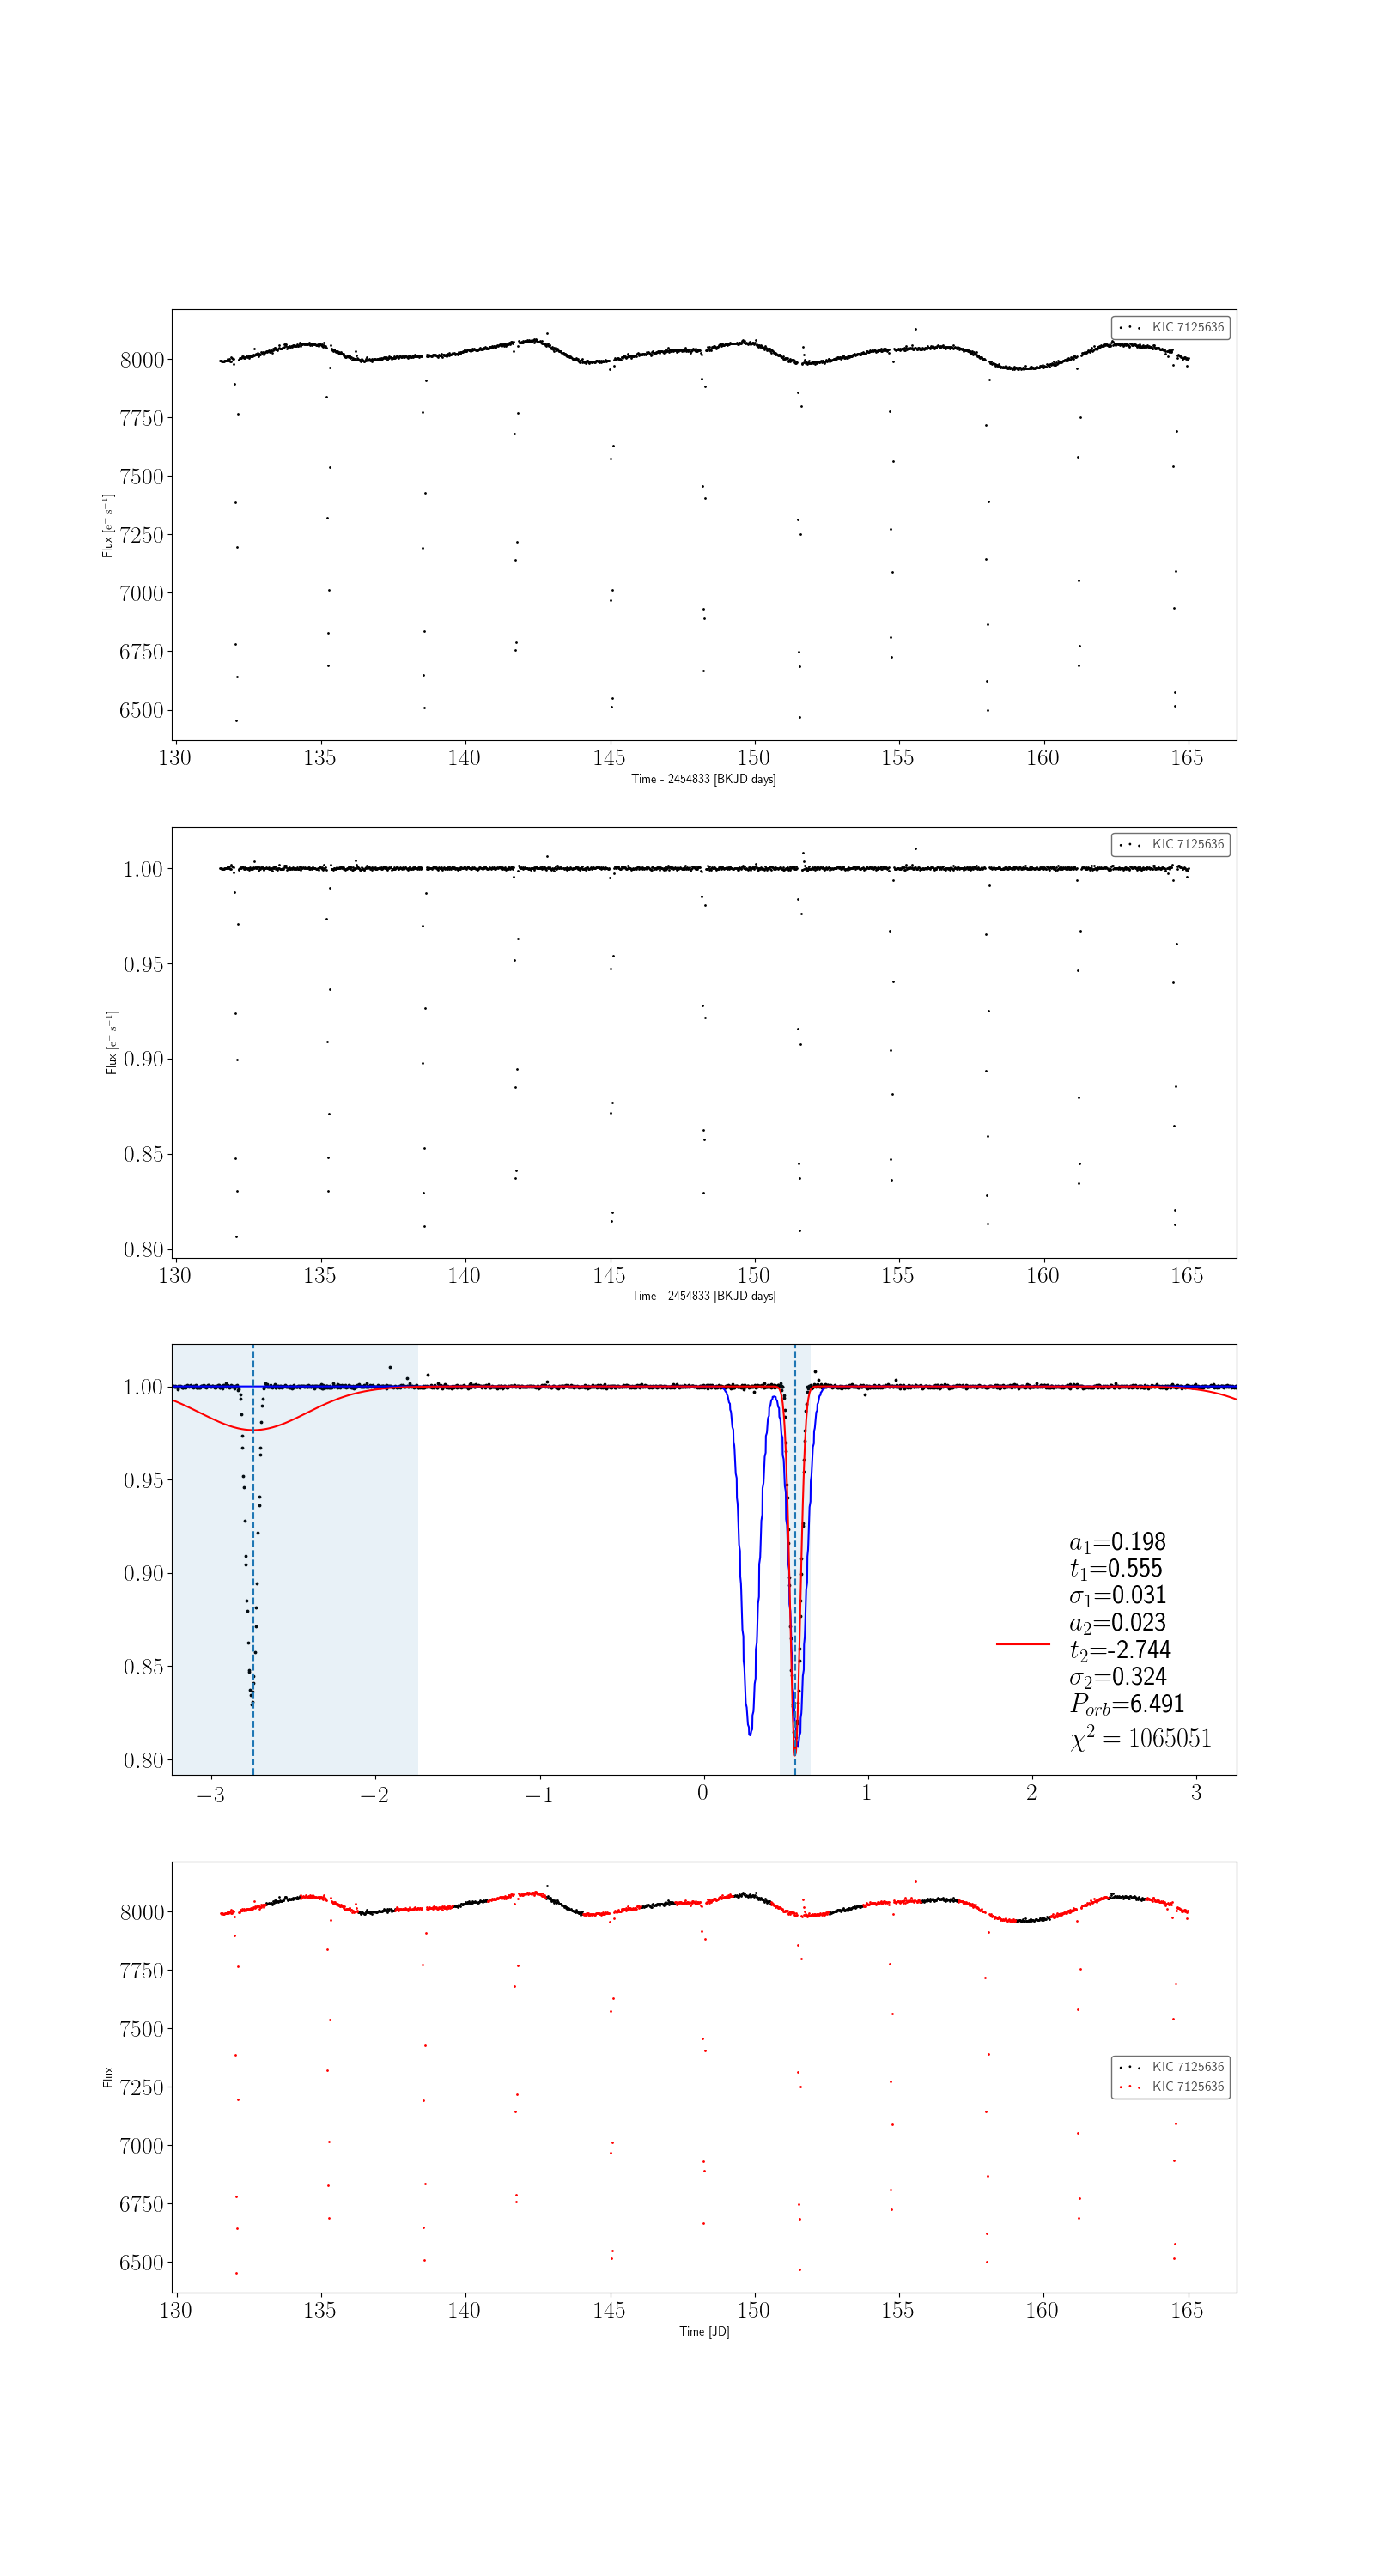 KIC 7125636
8000
7750
7500
7250
7000
6750
6500
Flux [e⁻ s⁻¹]
130 135 140 145 150 155 160 165
Time - 2454833 [BKJD days]
KIC 7125636
1.00
0.95
0.90
0.85
0.80
Flux [e⁻ s⁻¹]
130 135 140 145 150 155 160 165
Time - 2454833 [BKJD days]
1.00
0.95
0.90
0.85
0.80
a₁=0.198
t₁=0.555
σ₁=0.031
a₂=0.023
t₂=-2.744
σ₂=0.324
P_orb=6.491
χ² = 1065051
−3 −2 −1 0 1 2 3
8000
7750
7500
7250
7000
6750
6500
Flux
KIC 7125636
KIC 7125636
130 135 140 145 150 155 160 165
Time [JD]